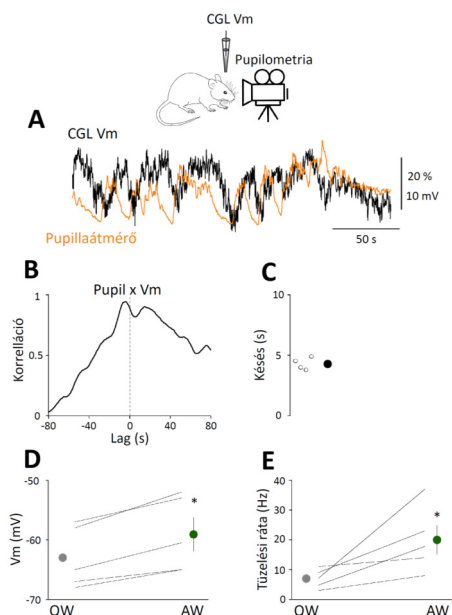 CGL Vm
Pupilometria
A
CGL Vm
20 %
10 mV
Pupillaátmérő
50 s
B
Pupil x Vm
Korrelláció
1
0.5
0
-80
-40
0
40
80
Lag (s)
C
Késés (s)
10
5
0
D
Vm (mV)
-50
-60
-70
QW
AW
*
E
Tüzelési ráta (Hz)
40
30
20
10
0
QW
AW
*